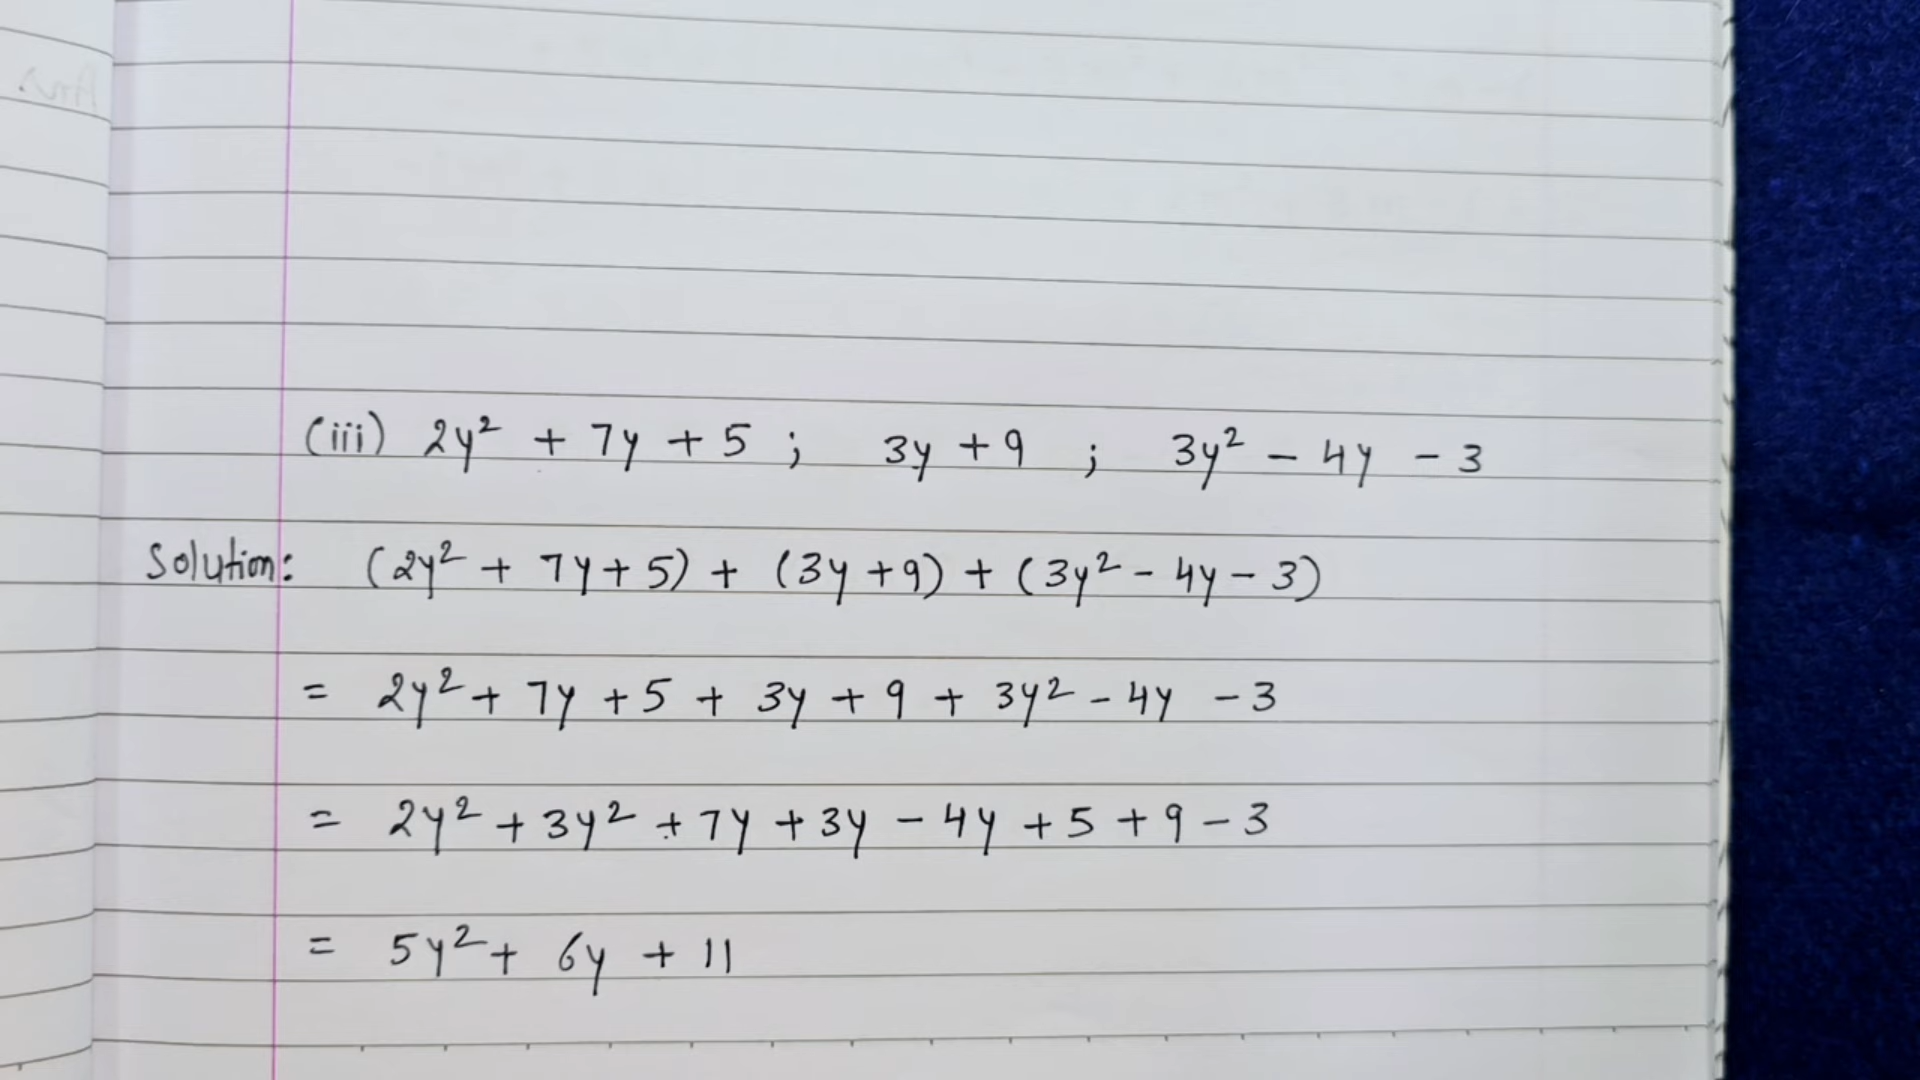 (iii) 2y² + 7y + 5 ; 3y + 9 ; 3y² - 4y - 3
Solution: (2y² + 7y + 5) + (3y + 9) + (3y² - 4y - 3)
= 2y² + 7y + 5 + 3y + 9 + 3y² - 4y - 3
= 2y² + 3y² + 7y + 3y - 4y + 5 + 9 - 3
= 5y² + 6y + 11